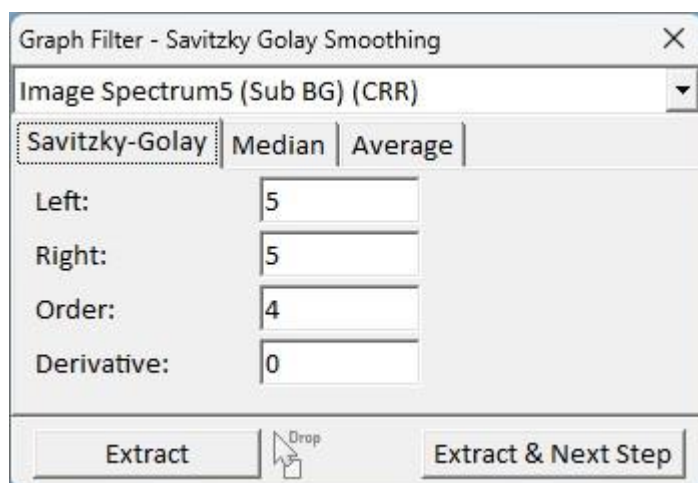 Graph Filter - Savitzky Golay Smoothing
Image Spectrum5 (Sub BG) (CRR)
Savitzky-Golay Median Average
Left: 5
Right: 5
Order: 4
Derivative: 0
Extract Drop Extract & Next Step